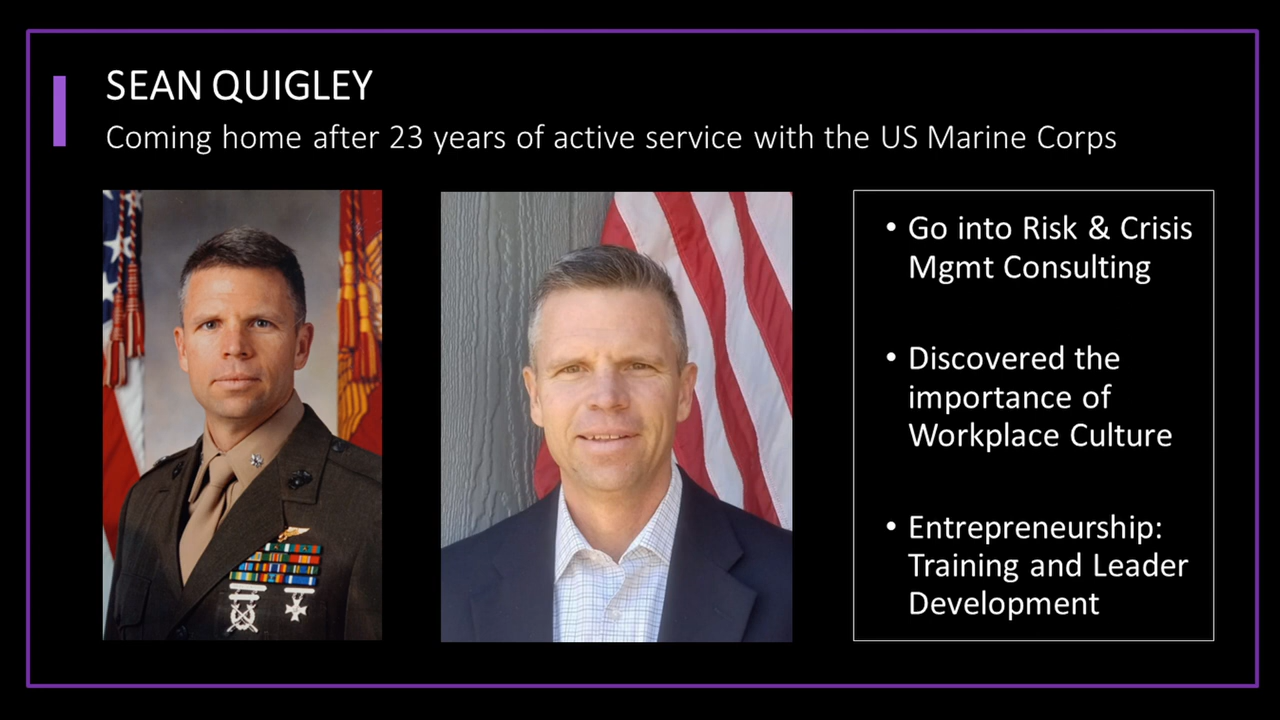 SEAN QUIGLEY
Coming home after 23 years of active service with the US Marine Corps
• Go into Risk & Crisis
Mgmt Consulting
• Discovered the
importance of
Workplace Culture
• Entrepreneurship:
Training and Leader
Development